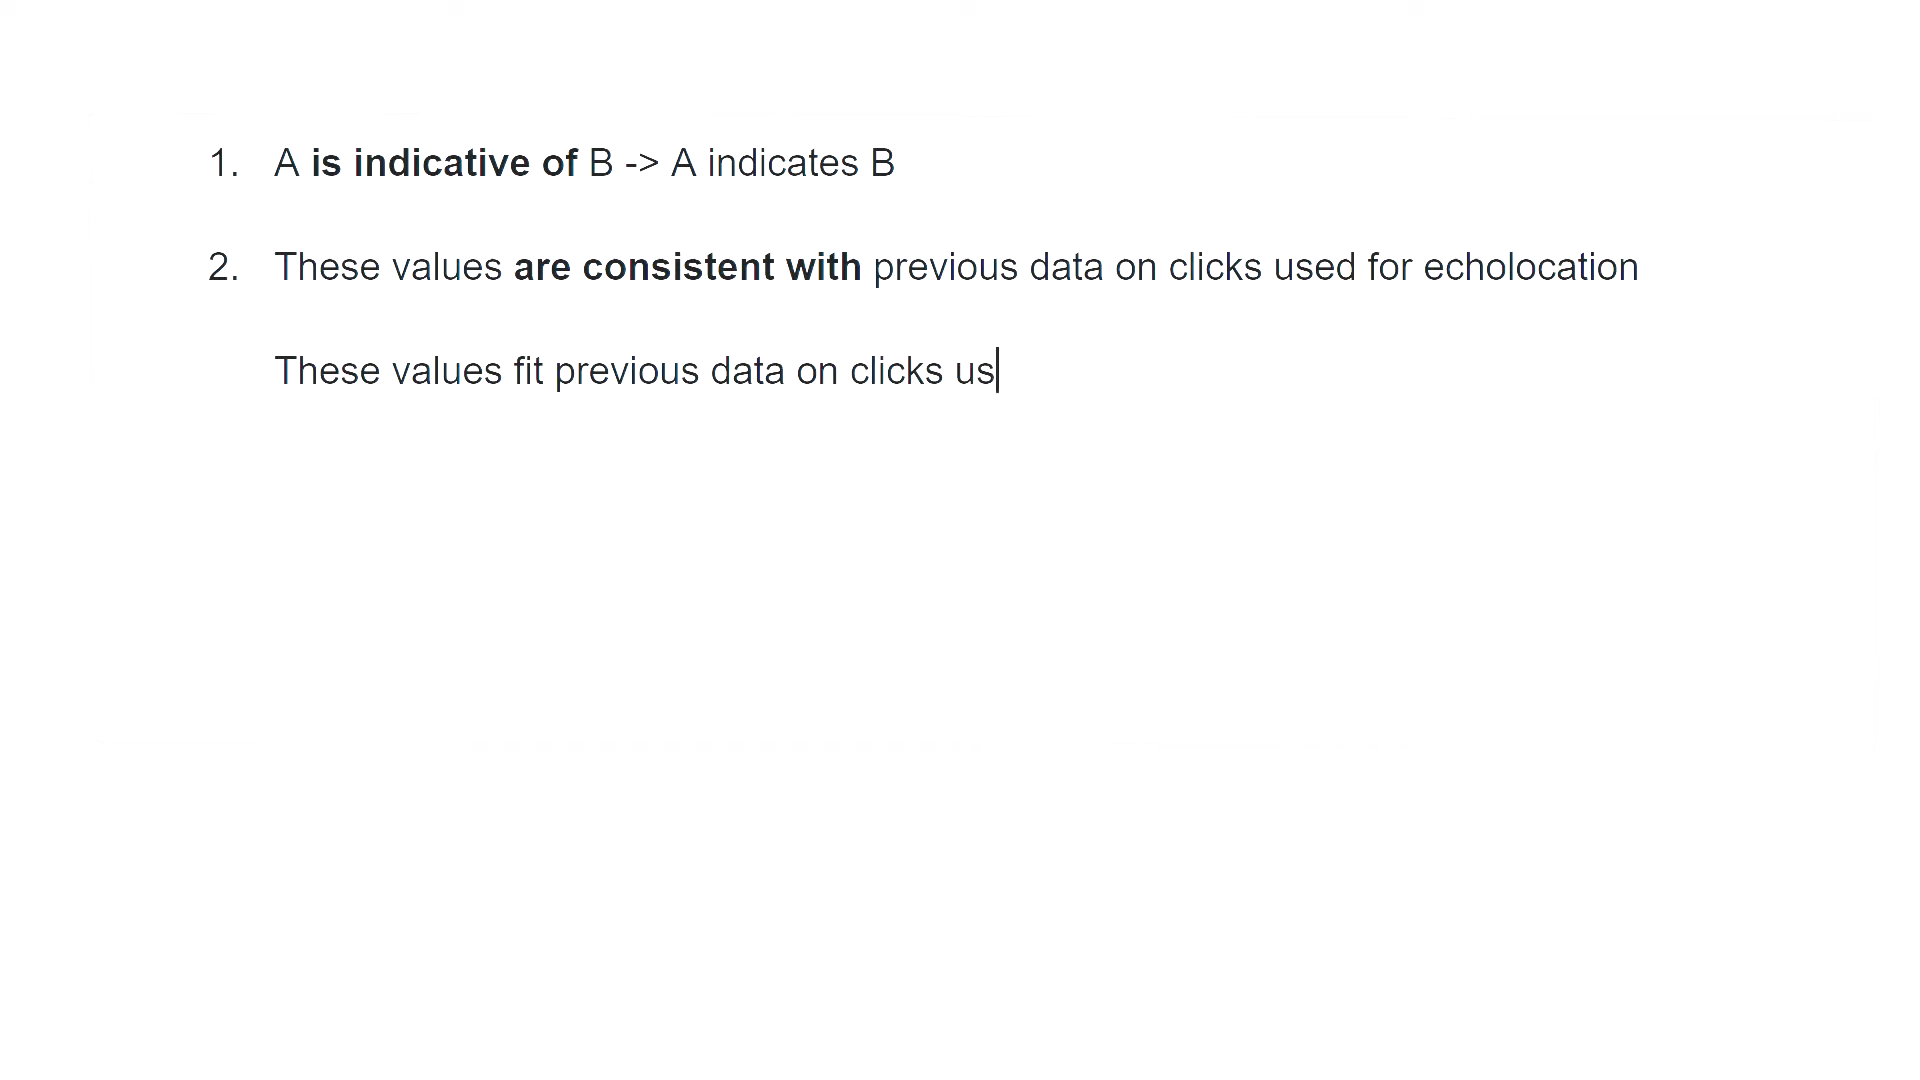 1. A is indicative of B -> A indicates B
2. These values are consistent with previous data on clicks used for echolocation
These values fit previous data on clicks us